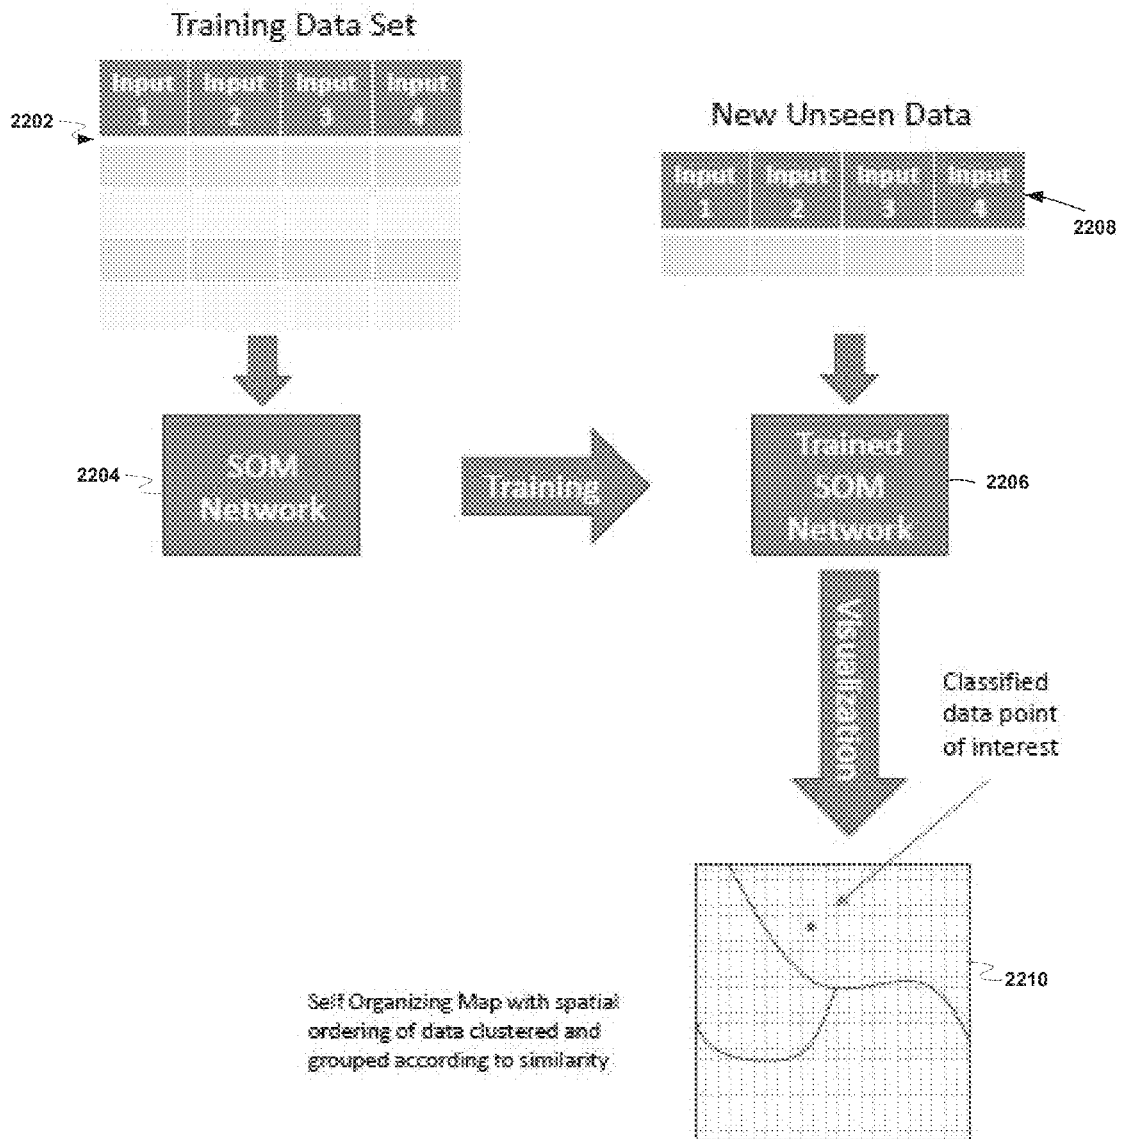 Training Data Set
Input Input Input Input
1 2 3 4
2202
New Unseen Data
Input Input Input Input
1 2 3 4
2208
SOM
Network
2204
Training
Trained
SOM
Network
2206
Visualization
Classified
data point
of interest
2210
Self Organizing Map with spatial
ordering of data clustered and
grouped according to similarity